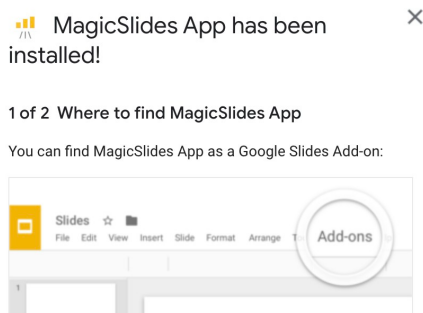 MagicSlides App has been
installed!
1 of 2 Where to find MagicSlides App
You can find MagicSlides App as a Google Slides Add-on:
Slides
File Edit View Insert Slide Format Arrange T Add-ons
1